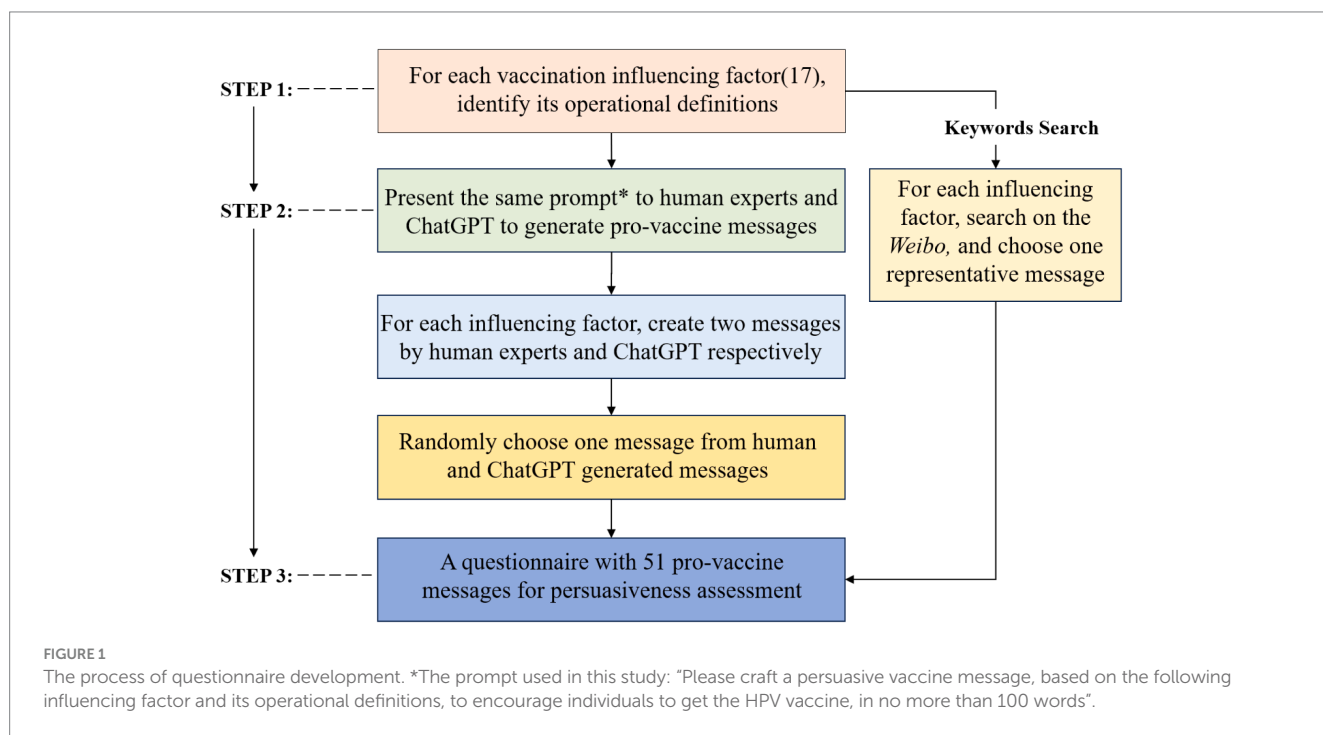 STEP 1:
For each vaccination influencing factor(17),
identify its operational definitions
Keywords Search
STEP 2:
Present the same prompt* to human experts and
ChatGPT to generate pro-vaccine messages
For each influencing
factor, search on the
Weibo, and choose one
representative message
For each influencing factor, create two messages
by human experts and ChatGPT respectively
Randomly choose one message from human
and ChatGPT generated messages
STEP 3:
A questionnaire with 51 pro-vaccine
messages for persuasiveness assessment
FIGURE 1
The process of questionnaire development. *The prompt used in this study: “Please craft a persuasive vaccine message, based on the following
influencing factor and its operational definitions, to encourage individuals to get the HPV vaccine, in no more than 100 words”.